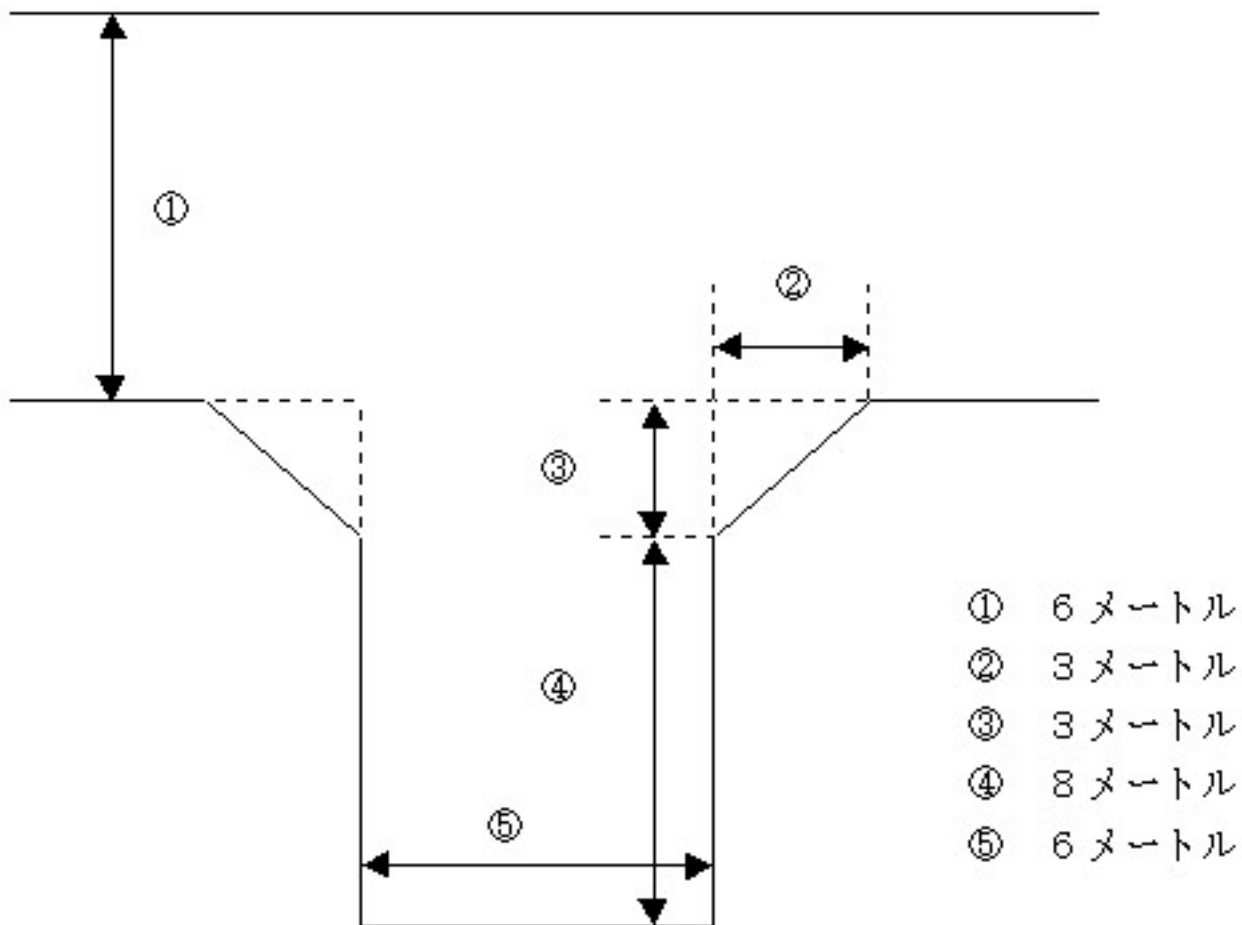 ①
②
③
④
⑤
① 6メートル
② 3メートル
③ 3メートル
④ 8メートル
⑤ 6メートル